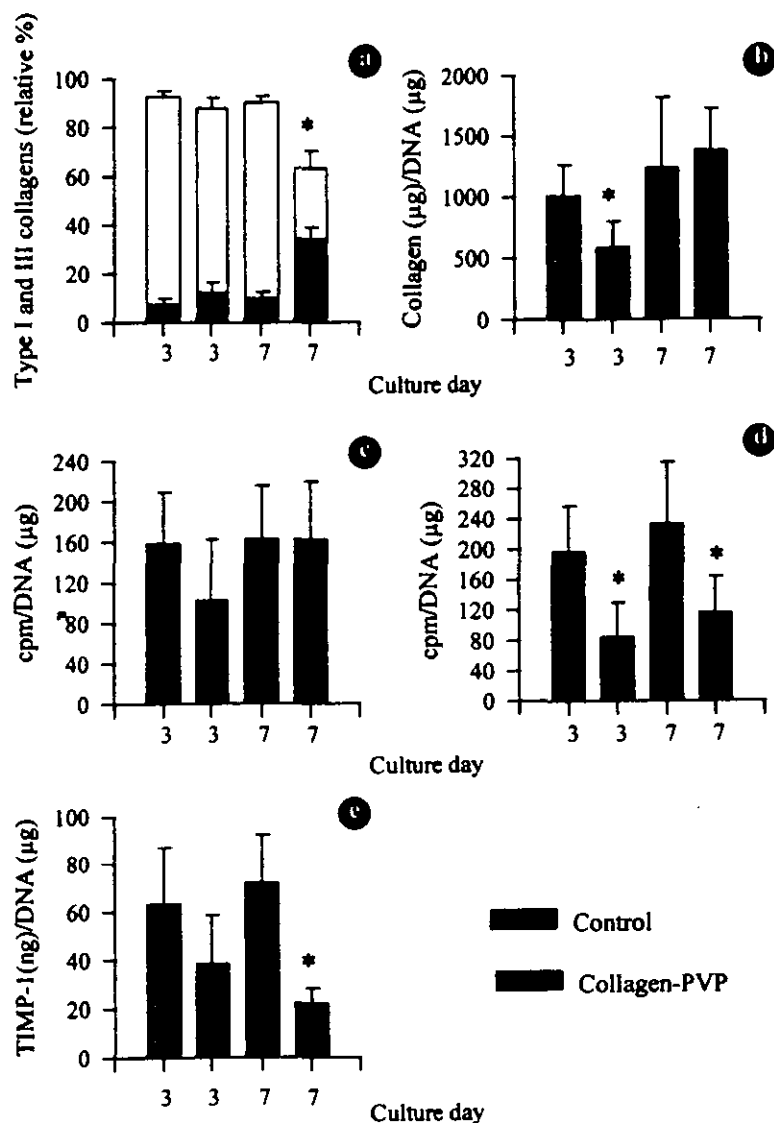 a
Type I and III collagens (relative %)
100
80
60
40
20
0
*
3 3 7 7
b
Collagen (µg)/DNA (µg)
2000
1500
1000
500
0
*
3 3 7 7
Culture day
c
cpm/DNA (µg)
240
200
160
120
80
40
0
3 3 7 7
d
cpm/DNA (µg)
320
280
240
200
160
120
80
40
0
* *
3 3 7 7
Culture day
e
TIMP-1(ng)/DNA (µg)
100
80
60
40
20
0
*
3 3 7 7
Culture day
Control
Collagen-PVP